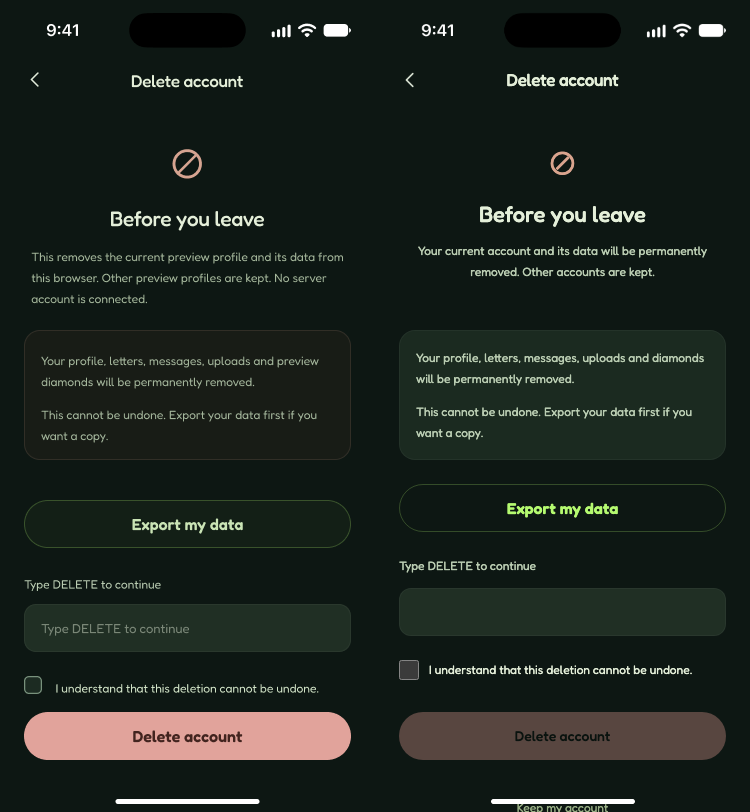 9:41
Delete account
Before you leave
This removes the current preview profile and its data from
this browser. Other preview profiles are kept. No server
account is connected.
Your profile, letters, messages, uploads and preview
diamonds will be permanently removed.
This cannot be undone. Export your data first if you
want a copy.
Export my data
Type DELETE to continue
Type DELETE to continue
I understand that this deletion cannot be undone.
Delete account
9:41
Delete account
Before you leave
Your current account and its data will be permanently
removed. Other accounts are kept.
Your profile, letters, messages, uploads and diamonds
will be permanently removed.
This cannot be undone. Export your data first if you
want a copy.
Export my data
Type DELETE to continue
I understand that this deletion cannot be undone.
Delete account
Keep my account